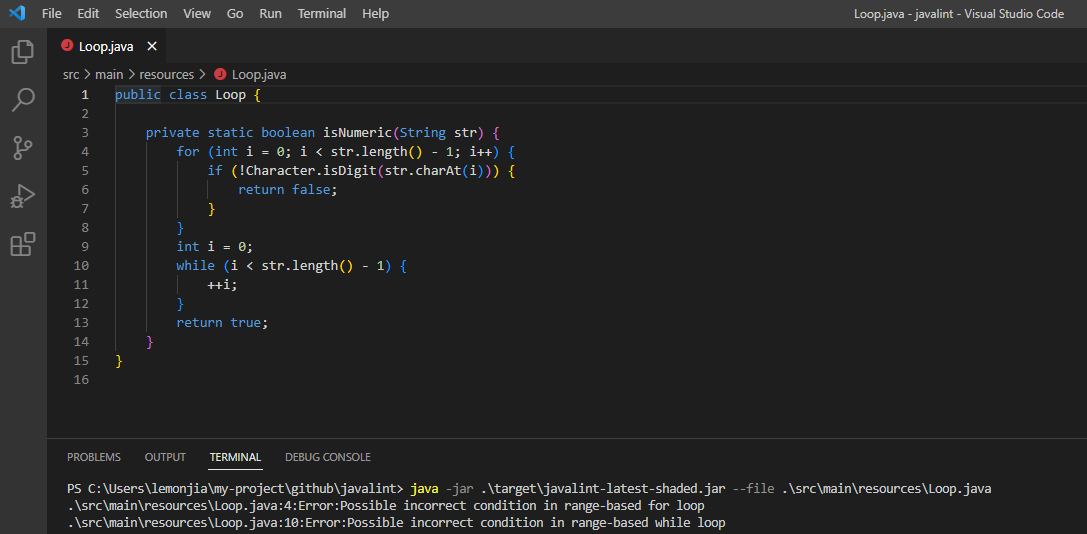 File Edit Selection View Go Run Terminal Help Loop.java - javalint - Visual Studio Code
Loop.java
src > main > resources > Loop.java
1 public class Loop {
2
3 private static boolean isNumeric(String str) {
4 for (int i = 0; i < str.length() - 1; i++) {
5 if (!Character.isDigit(str.charAt(i))) {
6 return false;
7 }
8 }
9 int i = 0;
10 while (i < str.length() - 1) {
11 ++i;
12 }
13 return true;
14 }
15 }
16
PROBLEMS OUTPUT TERMINAL DEBUG CONSOLE
PS C:\Users\lemonjia\my-project\github\javalint> java -jar .\target\javalint-latest-shaded.jar --file .\src\main\resources\Loop.java
.\src\main\resources\Loop.java:4:Error:Possible incorrect condition in range-based for loop
.\src\main\resources\Loop.java:10:Error:Possible incorrect condition in range-based while loop